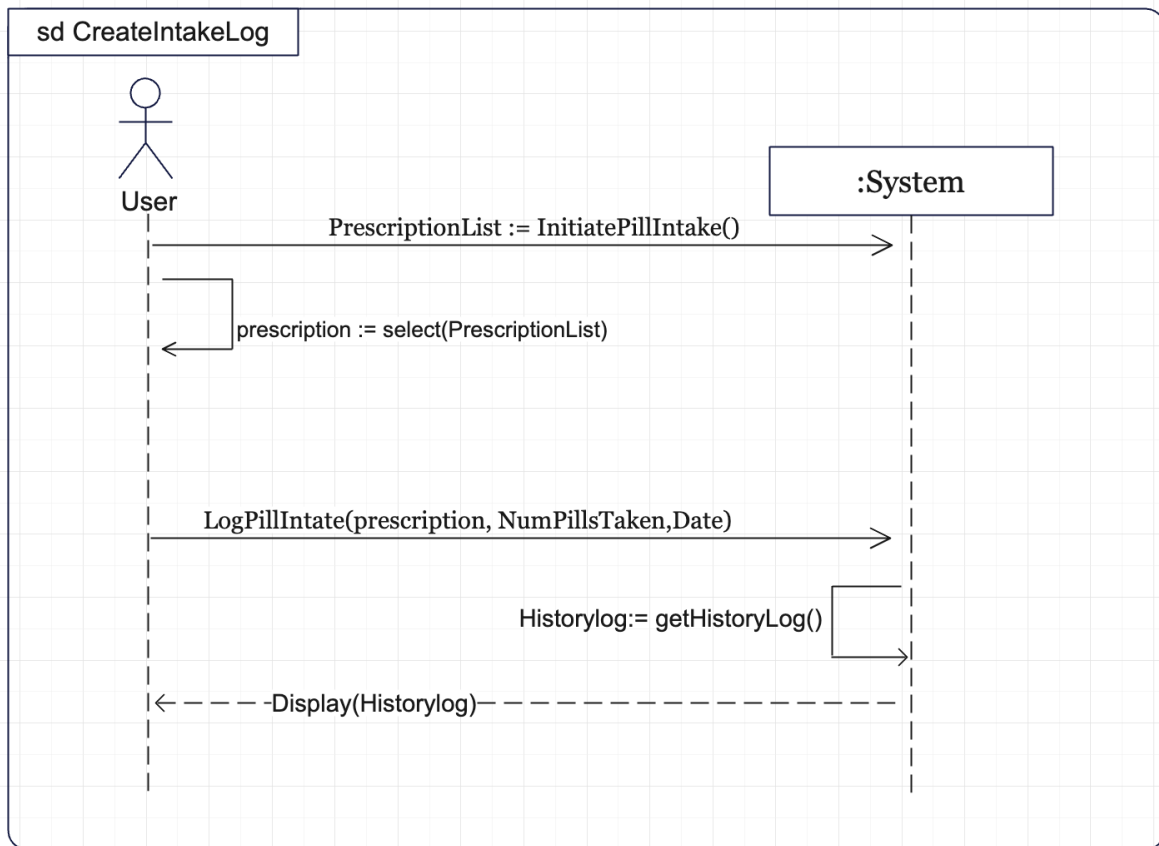 sd CreateIntakeLog
User
:System
PrescriptionList := InitiatePillIntake()
prescription := select(PrescriptionList)
LogPillIntate(prescription, NumPillsTaken,Date)
Historylog:= getHistoryLog()
Display(Historylog)